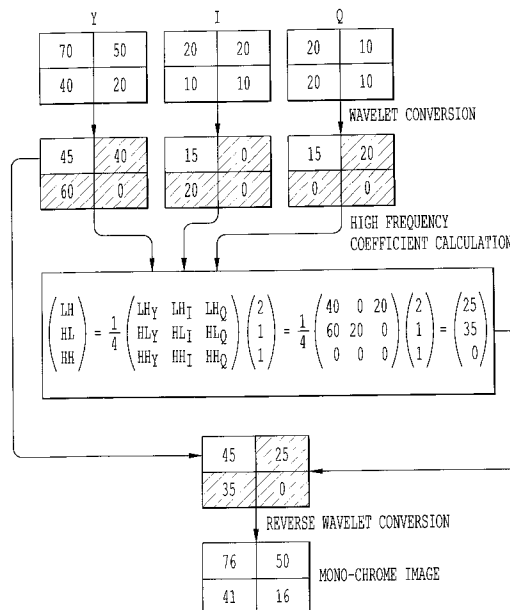 Y I Q
70 50 20 20 20 10
40 20 10 10 20 10
WAVELET CONVERSION
45 40 15 0 15 20
60 0 20 0 0 0
HIGH FREQUENCY
COEFFICIENT CALCULATION
(LH HL HH) = 1/4 (LHY LHI LHQ HLY HLI HLQ HHY HHI HHQ) (2 1 1) = 1/4 (40 0 20 60 20 0 0 0 0) (2 1 1) = (25 35 0)
45 25
35 0
REVERSE WAVELET CONVERSION
76 50
41 16
MONO-CHROME IMAGE